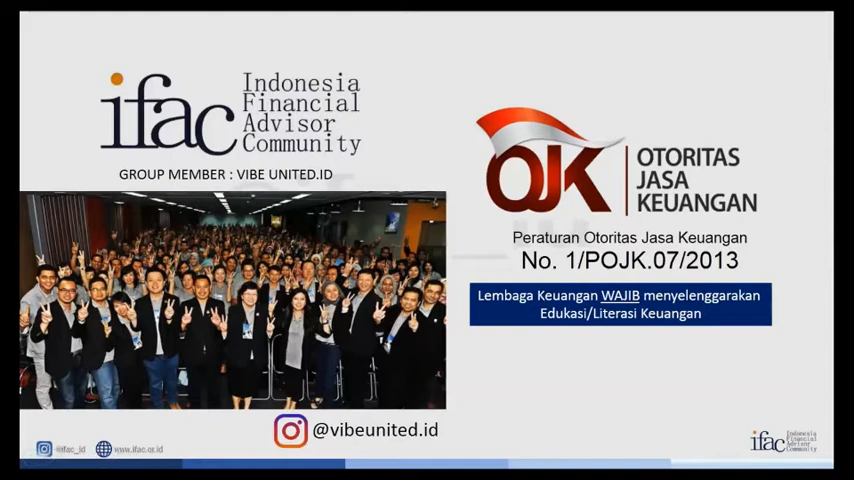 ifac
Indonesia
Financial
Advisor
Community
GROUP MEMBER : VIBE UNITED.ID
OJK
OTORITAS
JASA
KEUANGAN
Peraturan Otoritas Jasa Keuangan
No. 1/POJK.07/2013
Lembaga Keuangan WAJIB menyelenggarakan
Edukasi/Literasi Keuangan
@vibeunited.id
@ifac_id
www.ifac.or.id
ifac
Indonesia
Financial
Advisor
Community